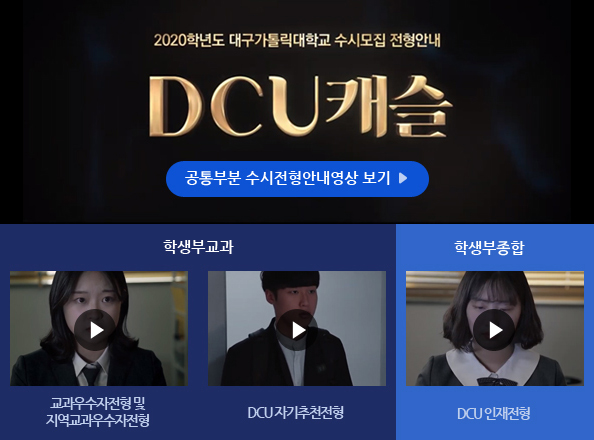 2020학년도 대구가톨릭대학교 수시모집 전형안내
DCU캐슬
공통부분 수시전형안내영상 보기
학생부교과
학생부종합
교과우수자전형 및
지역교과우수자전형
DCU 자기추천전형
DCU 인재전형